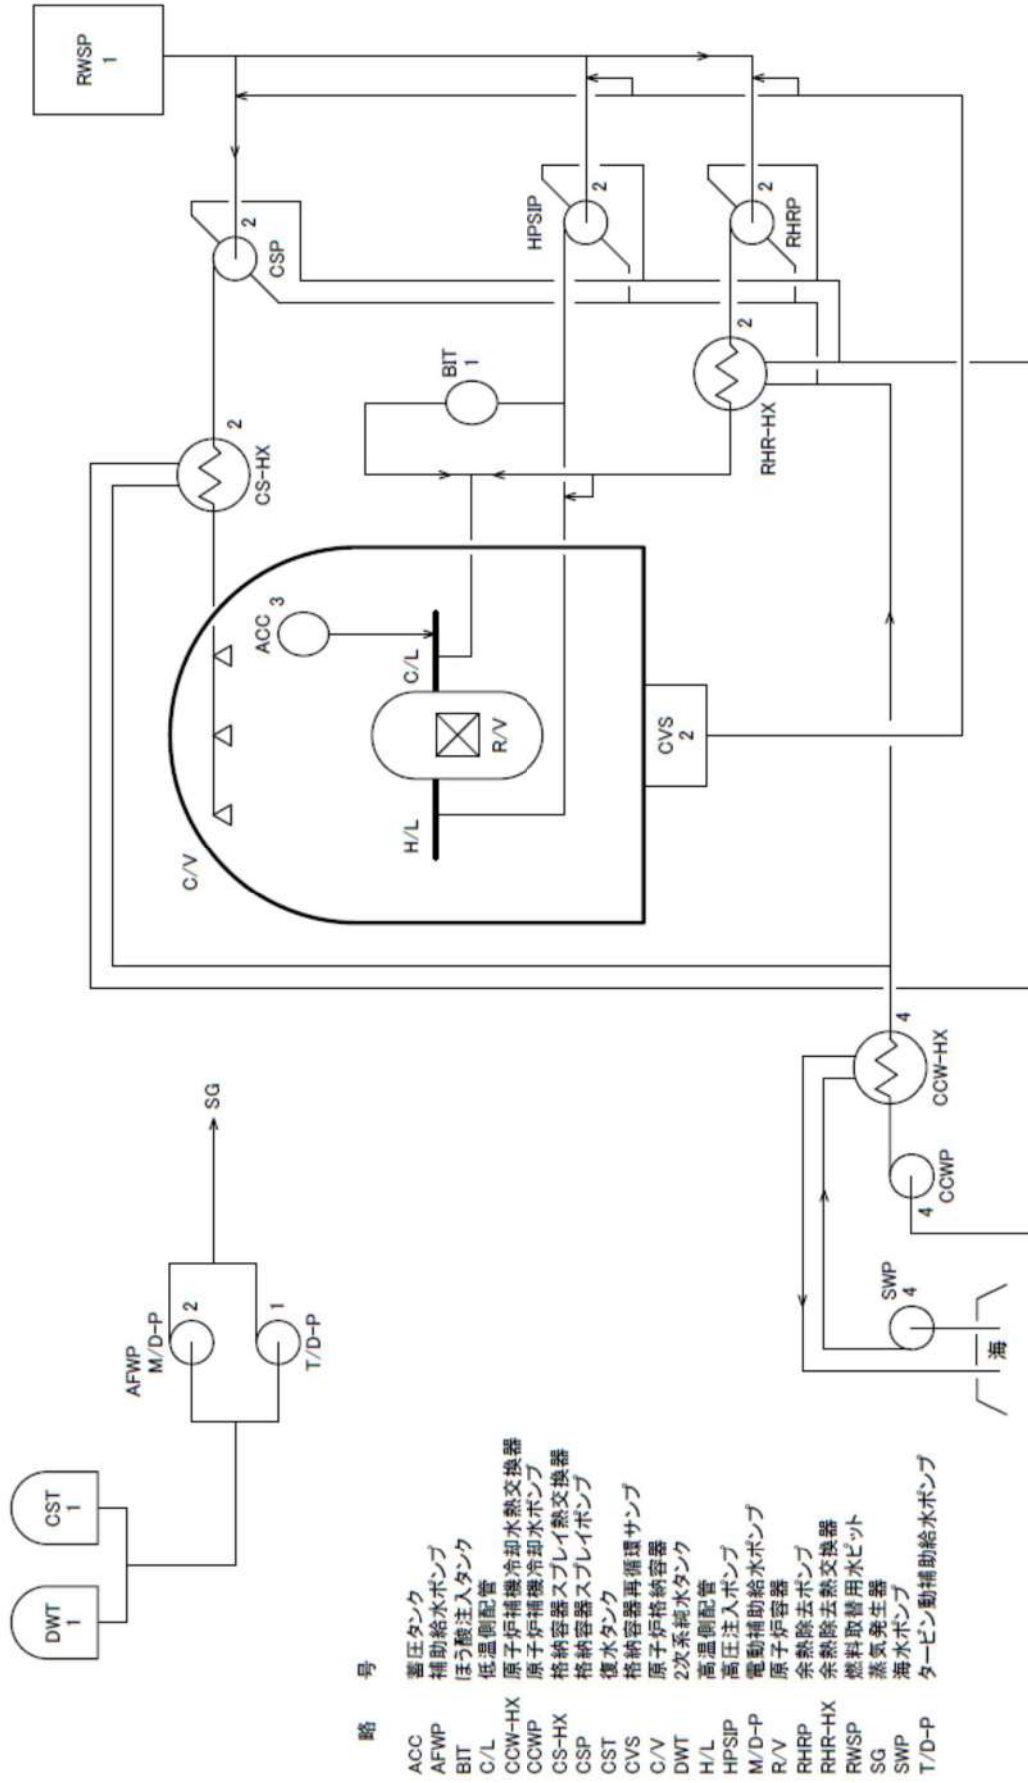 DWT
1
CST
1
AFWP
M/D-P
2
1
T/D-P
SG
RWSP
1
C/V
CS-HX
2
CSP
2
ACC 3
C/L
H/L
R/V
BIT
1
HPSIP
2
RHRP
2
RHR-HX
2
CVS
2
CCW-HX
4
CCWP
4
SWP
4
海
略 号
ACC 蓄圧タンク
AFWP 補助給水ポンプ
BIT ほう酸注入タンク
C/L 低温側配管
CCW-HX 原子炉補機冷却水熱交換器
CCWP 原子炉補機冷却水ポンプ
CS-HX 格納容器スプレイ熱交換器
CSP 格納容器スプレイポンプ
CST 復水タンク
CVS 格納容器再循環サンプ
C/V 原子炉格納容器
DWT 2次系純水タンク
H/L 高温側配管
HPSIP 高圧注入ポンプ
M/D-P 電動補助給水ポンプ
R/V 原子炉容器
RHRP 余熱除去ポンプ
RHR-HX 余熱除去熱交換器
RWSP 燃料取替用水ピット
SG 蒸気発生器
SWP 海水ポンプ
T/D-P タービン動補助給水ポンプ